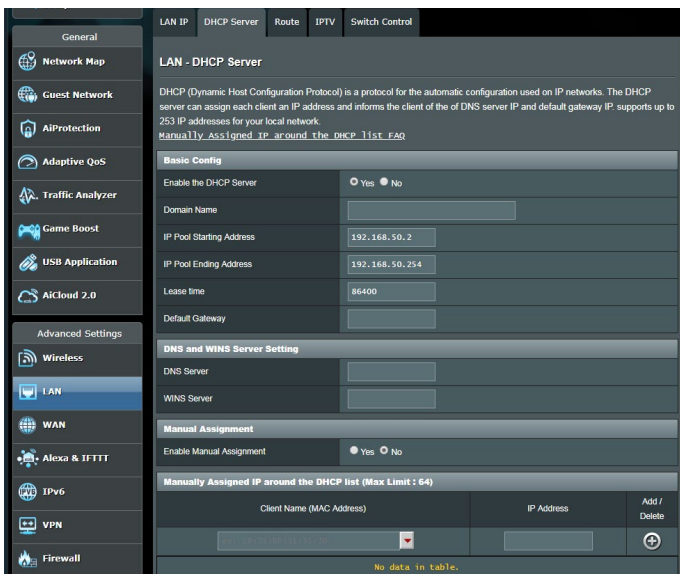 LAN IP DHCP Server Route IPTV Switch Control
General
Network Map
Guest Network
AiProtection
Adaptive QoS
Traffic Analyzer
Game Boost
USB Application
AiCloud 2.0
Advanced Settings
Wireless
LAN
WAN
Alexa & IFTTT
IPv6
VPN
Firewall
LAN - DHCP Server
DHCP (Dynamic Host Configuration Protocol) is a protocol for the automatic configuration used on IP networks. The DHCP
server can assign each client an IP address and informs the client of the of DNS server IP and default gateway IP. supports up to
253 IP addresses for your local network.
Manually Assigned IP around the DHCP list FAQ
Basic Config
Enable the DHCP Server Yes No
Domain Name
IP Pool Starting Address 192.168.50.2
IP Pool Ending Address 192.168.50.254
Lease time 86400
Default Gateway
DNS and WINS Server Setting
DNS Server
WINS Server
Manual Assignment
Enable Manual Assignment Yes No
Manually Assigned IP around the DHCP list (Max Limit : 64)
Client Name (MAC Address) IP Address Add /
Delete
No data in table.